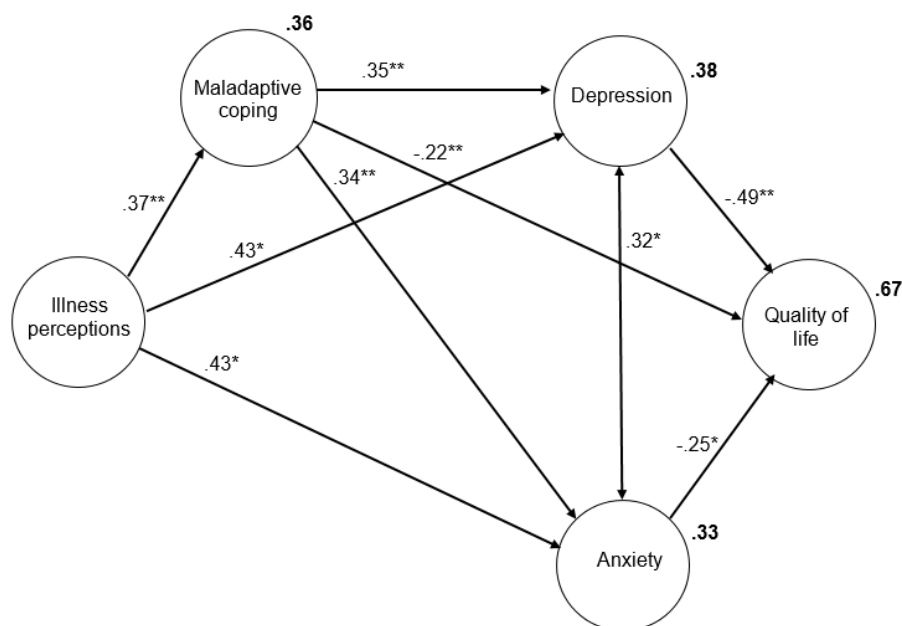 .36
Maladaptive
coping
.35**
Depression
.38
-.22**
.34**
.37**
.43*
.32*
-.49**
Illness
perceptions
Quality of
life
.67
.43*
-.25*
Anxiety
.33